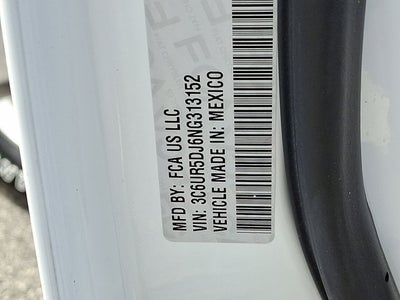 MFD BY: FCA US LLC
VIN: 3C6UR5DJ6NG313152
VEHICLE MADE IN: MEXICO